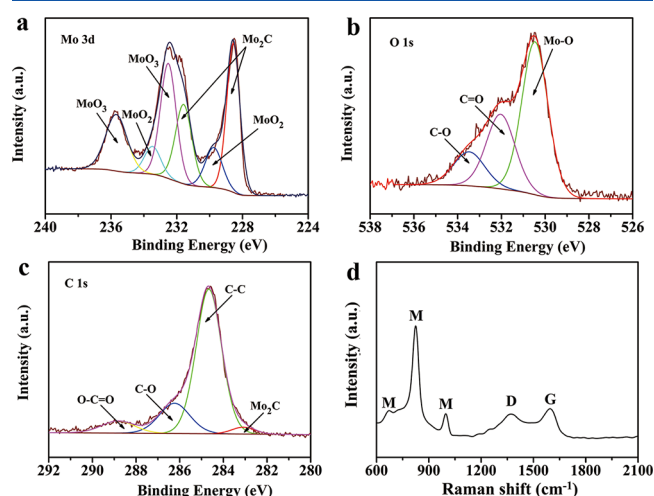 a
Mo 3d
Mo₂C
MoO₃
MoO₃
MoO₂
MoO₂
Intensity (a.u.)
240 236 232 228 224
Binding Energy (eV)
b
O 1s
Mo-O
C=O
C-O
Intensity (a.u.)
538 536 534 532 530 528 526
Binding Energy (eV)
c
C 1s
C-C
O-C=O
C-O
Mo₂C
Intensity (a.u.)
292 290 288 286 284 282 280
Binding Energy (eV)
d
M
M
M
D
G
Intensity (a.u.)
600 900 1200 1500 1800 2100
Raman shift (cm⁻¹)